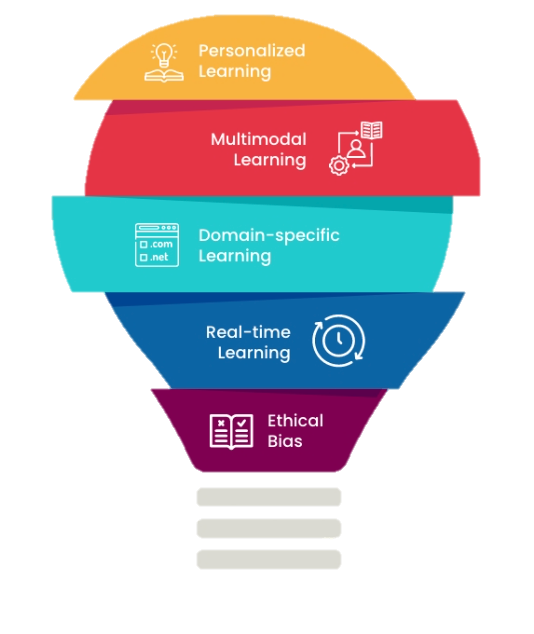 Personalized
Learning
Multimodal
Learning
.com
.net
Domain-specific
Learning
Real-time
Learning
Ethical
Bias